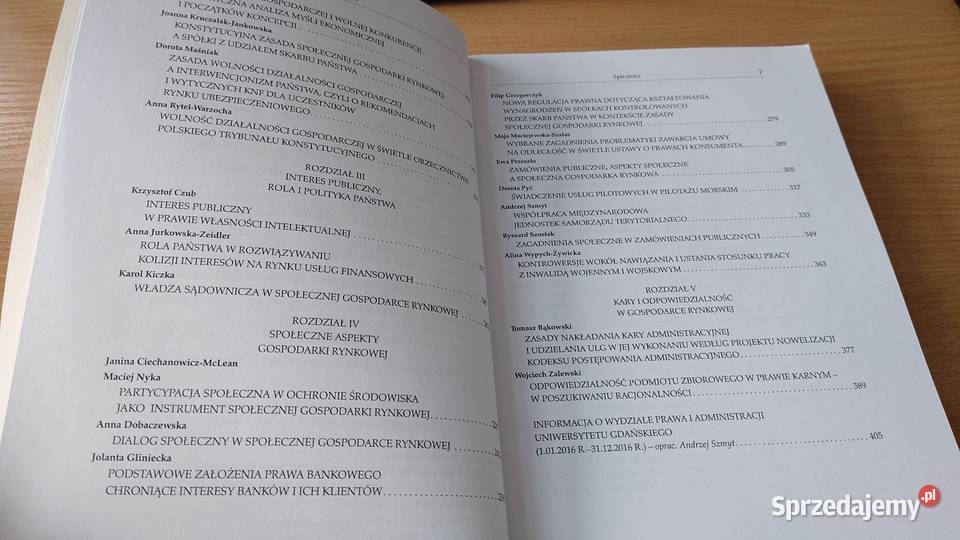 GOSPODARCZEJ I WOLNEJ KONKURENCJI.
ANALIZA MYŚLI EKONOMICZNEJ
I POCZĄTKÓW KONCEPCJI
Joanna Kruczalak-Jankowska
KONSTYTUCYJNA ZASADA SPOŁECZNEJ GOSPODARKI RYNKOWEJ
A SPÓŁKI Z UDZIAŁEM SKARBU PAŃSTWA
Dorota Maśniak
ZASADA WOLNOŚCI DZIAŁALNOŚCI GOSPODARCZEJ
A INTERWENCJONIZM PAŃSTWA, CZYLI O REKOMENDACJACH
I WYTYCZNYCH KNF DLA UCZESTNIKÓW
RYNKU UBEZPIECZENIOWEGO
Anna Rytel-Warzocha
WOLNOŚĆ DZIAŁALNOŚCI GOSPODARCZEJ W ŚWIETLE ORZECZNICTWA
POLSKIEGO TRYBUNAŁU KONSTYTUCYJNEGO
ROZDZIAŁ III
INTERES PUBLICZNY,
ROLA I POLITYKA PAŃSTWA
Krzysztof Czub
INTERES PUBLICZNY
W PRAWIE WŁASNOŚCI INTELEKTUALNEJ
Anna Jurkowska-Zeidler
ROLA PAŃSTWA W ROZWIĄZYWANIU
KOLIZJI INTERESÓW NA RYNKU USŁUG FINANSOWYCH
Karol Kiczka
WŁADZA SĄDOWNICZA W SPOŁECZNEJ GOSPODARCE RYNKOWEJ
ROZDZIAŁ IV
SPOŁECZNE ASPEKTY
GOSPODARKI RYNKOWEJ
Janina Ciechanowicz-McLean
Maciej Nyka
PARTYCYPACJA SPOŁECZNA W OCHRONIE ŚRODOWISKA
JAKO INSTRUMENT SPOŁECZNEJ GOSPODARKI RYNKOWEJ
Anna Dobaczewska
DIALOG SPOŁECZNY W SPOŁECZNEJ GOSPODARCE RYNKOWEJ
Jolanta Gliniecka
PODSTAWOWE ZAŁOŻENIA PRAWA BANKOWEGO
CHRONIĄCE INTERESY BANKÓW I ICH KLIENTÓW
Spis treści 7
Filip Grzegorczyk
NOWA REGULACJA PRAWNA DOTYCZĄCA KSZTAŁTOWANIA
WYNAGRODZEŃ W SPÓŁKACH KONTROLOWANYCH
PRZEZ SKARB PAŃSTWA W KONTEKŚCIE ZASADY
SPOŁECZNEJ GOSPODARKI RYNKOWEJ 279
Maja Maciejewska-Szałas
WYBRANE ZAGADNIENIA PROBLEMATYKI ZAWARCIA UMOWY
NA ODLEGŁOŚĆ W ŚWIETLE USTAWY O PRAWACH KONSUMENTA 289
Ewa Przeszło
ZAMÓWIENIA PUBLICZNE, ASPEKTY SPOŁECZNE
A SPOŁECZNA GOSPODARKA RYNKOWA 305
Dorota Pyć
ŚWIADCZENIE USŁUG PILOTOWYCH W PILOTAŻU MORSKIM 317
Andrzej Szmyt
WSPÓŁPRACA MIĘDZYNARODOWA
JEDNOSTEK SAMORZĄDU TERYTORIALNEGO 333
Ryszard Szostak
ZAGADNIENIA SPOŁECZNE W ZAMÓWIENIACH PUBLICZNYCH 349
Alina Wypych-Żywicka
KONTROWERSJE WOKÓŁ NAWIĄZANIA I USTANIA STOSUNKU PRACY
Z INWALIDĄ WOJENNYM I WOJSKOWYM 363
ROZDZIAŁ V
KARY I ODPOWIEDZIALNOŚĆ
W GOSPODARCE RYNKOWEJ
Tomasz Bąkowski
ZASADY NAKŁADANIA KARY ADMINISTRACYJNEJ
I UDZIELANIA ULG W JEJ WYKONANIU WEDŁUG PROJEKTU NOWELIZACJI
KODEKSU POSTĘPOWANIA ADMINISTRACYJNEGO 377
Wojciech Zalewski
ODPOWIEDZIALNOŚĆ PODMIOTU ZBIOROWEGO W PRAWIE KARNYM –
W POSZUKIWANIU RACJONALNOŚCI 389
INFORMACJA O WYDZIALE PRAWA I ADMINISTRACJI
UNIWERSYTETU GDAŃSKIEGO
(1.01.2016 R.–31.12.2016 R.) – oprac. Andrzej Szmyt 405
Sprzedajemy.pl